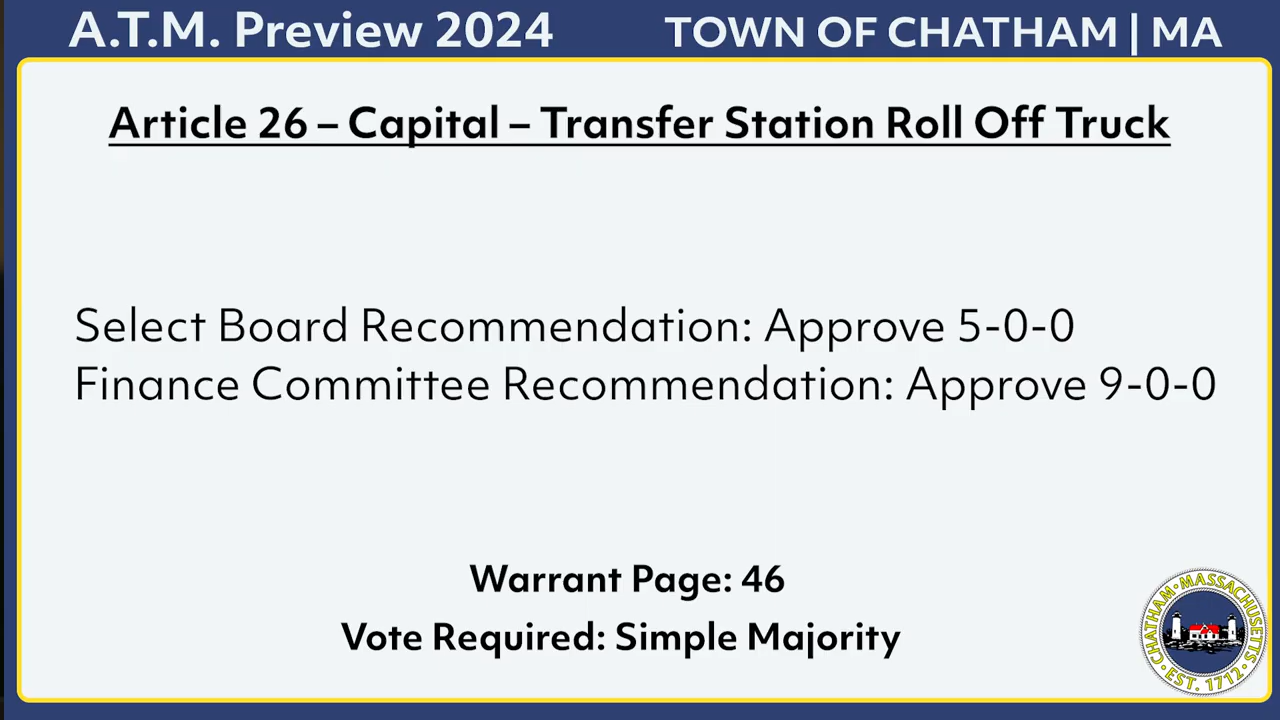 A.T.M. Preview 2024
TOWN OF CHATHAM | MA
Article 26 – Capital – Transfer Station Roll Off Truck
Select Board Recommendation: Approve 5-0-0
Finance Committee Recommendation: Approve 9-0-0
Warrant Page: 46
Vote Required: Simple Majority
CHATHAM · MASSACHUSETTS
EST. 1712